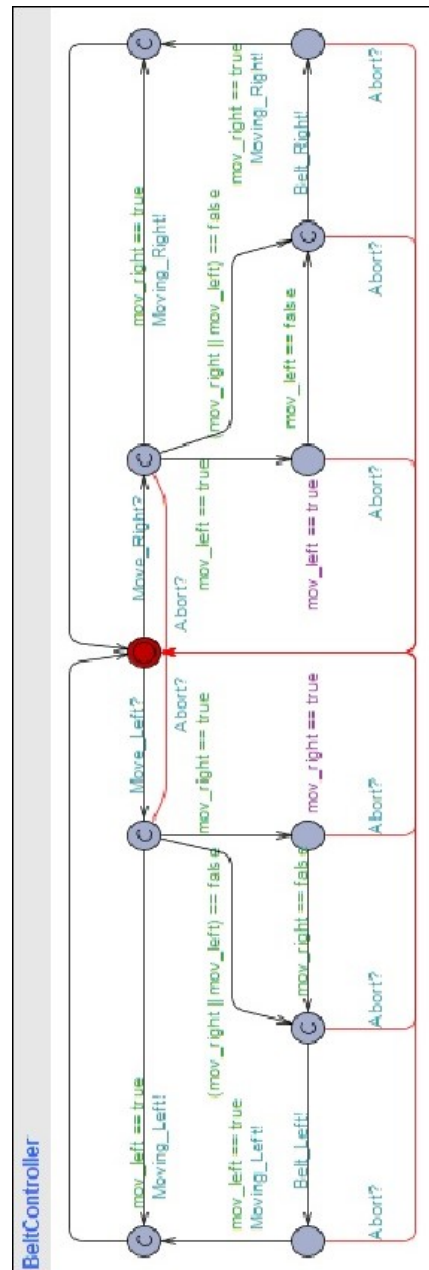 BeltController
C
C
C
C
mov_left == true
Moving_Left!
Move_Left?
Move_Right?
mov_right == true
Moving_Right!
Abort?
Abort?
mov_right == true
mov_left == true
(mov_right || mov_left) == false
(mov_right || mov_left) == false
mov_left == true
Moving_Left!
mov_right == true
Moving_Right!
C
C
Belt_Left!
mov_right == false
mov_right == true
mov_left == true
mov_left == false
Belt_Right!
Abort?
Abort?
Abort?
Abort?
Abort?
Abort?